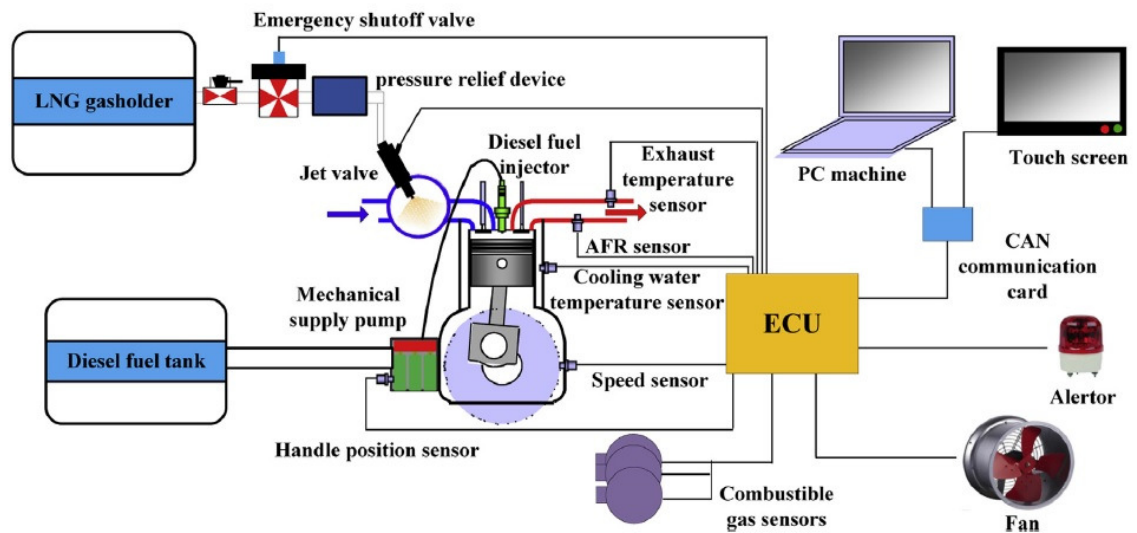 Emergency shutoff valve
LNG gasholder
pressure relief device
Jet valve
Diesel fuel
injector
Exhaust
temperature
sensor
PC machine
Touch screen
AFR sensor
CAN
communication
card
Cooling water
temperature sensor
Mechanical
supply pump
ECU
Diesel fuel tank
Speed sensor
Alertor
Handle position sensor
Combustible
gas sensors
Fan